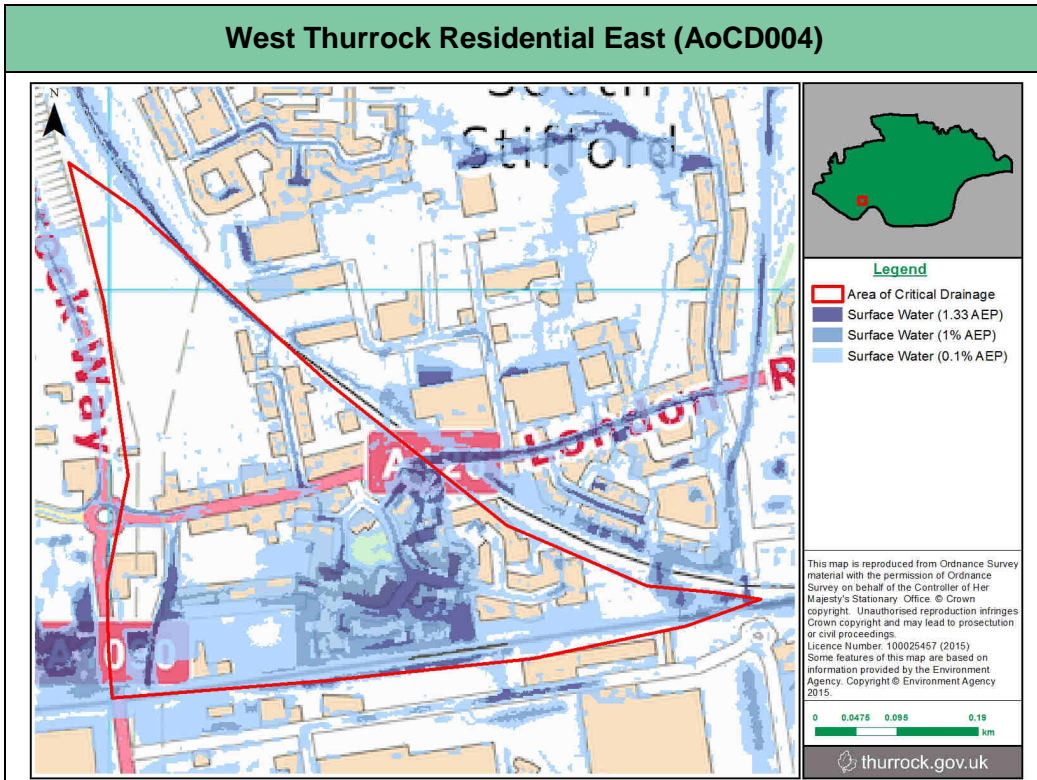 West Thurrock Residential East (AoCD004)
N
South
Stifford
Way
London R
Legend
Area of Critical Drainage
Surface Water (1.33 AEP)
Surface Water (1% AEP)
Surface Water (0.1% AEP)
This map is reproduced from Ordnance Survey
material with the permission of Ordnance
Survey on behalf of the Controller of Her
Majesty's Stationary Office. © Crown
copyright. Unauthorised reproduction infringes
Crown copyright and may lead to prosectution
or civil proceedings.
Licence Number. 100025457 (2015)
Some features of this map are based on
information provided by the Environment
Agency. Copyright © Environment Agency
2015.
0 0.0475 0.095 0.19
km
thurrock.gov.uk